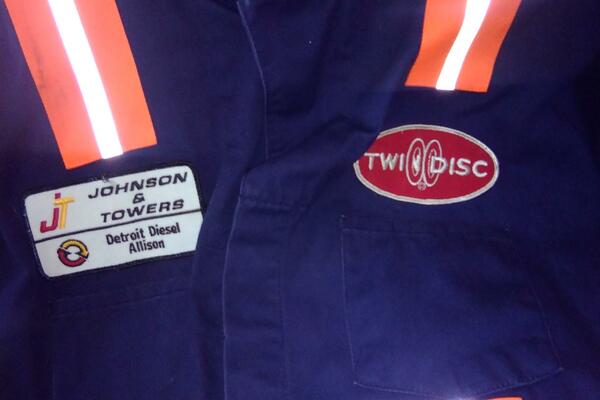 JT
JOHNSON
&
TOWERS
Detroit Diesel
Allison
TWIN DISC